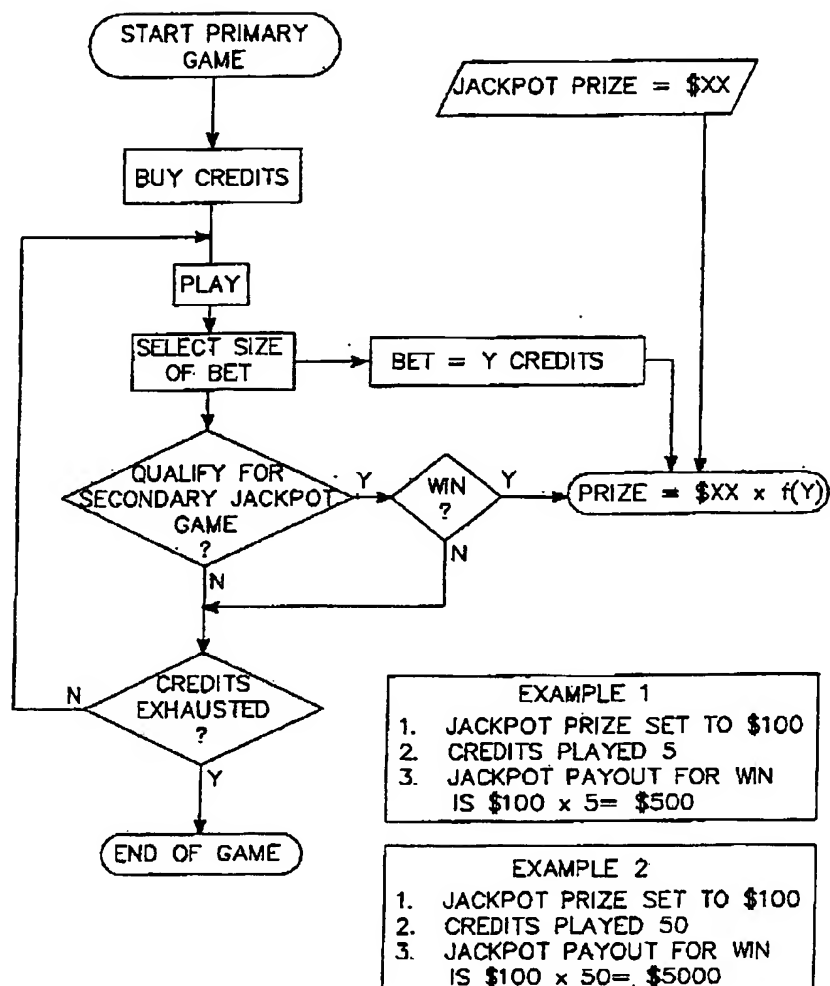 START PRIMARY
GAME
JACKPOT PRIZE = $XX
BUY CREDITS
PLAY
SELECT SIZE
OF BET
BET = Y CREDITS
QUALIFY FOR
SECONDARY JACKPOT
GAME
?
Y
WIN
?
Y
PRIZE = $XX x f(Y)
N
N
CREDITS
EXHAUSTED
?
N
Y
END OF GAME
EXAMPLE 1
1. JACKPOT PRIZE SET TO $100
2. CREDITS PLAYED 5
3. JACKPOT PAYOUT FOR WIN
IS $100 x 5= $500
EXAMPLE 2
1. JACKPOT PRIZE SET TO $100
2. CREDITS PLAYED 50
3. JACKPOT PAYOUT FOR WIN
IS $100 x 50= $5000